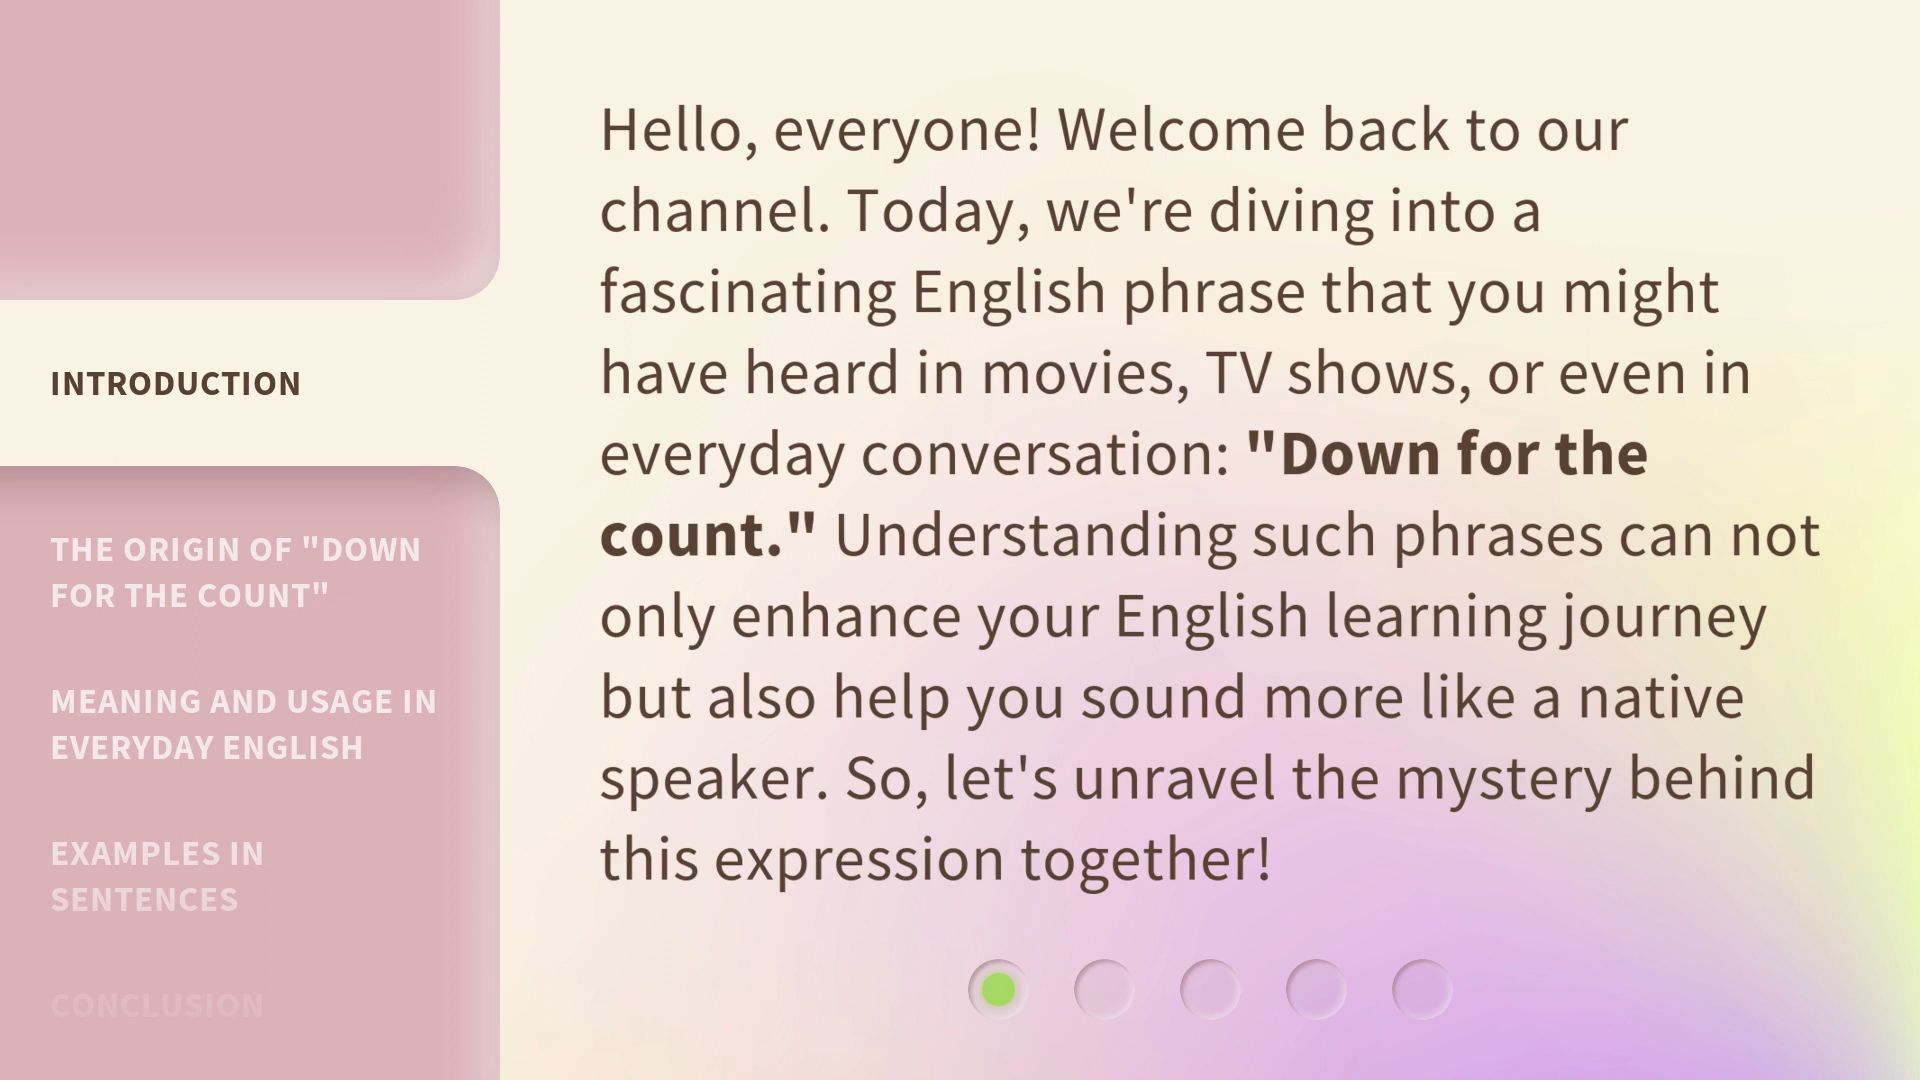 INTRODUCTION
THE ORIGIN OF "DOWN
FOR THE COUNT"
MEANING AND USAGE IN
EVERYDAY ENGLISH
EXAMPLES IN
SENTENCES
CONCLUSION
Hello, everyone! Welcome back to our
channel. Today, we're diving into a
fascinating English phrase that you might
have heard in movies, TV shows, or even in
everyday conversation: "Down for the
count." Understanding such phrases can not
only enhance your English learning journey
but also help you sound more like a native
speaker. So, let's unravel the mystery behind
this expression together!